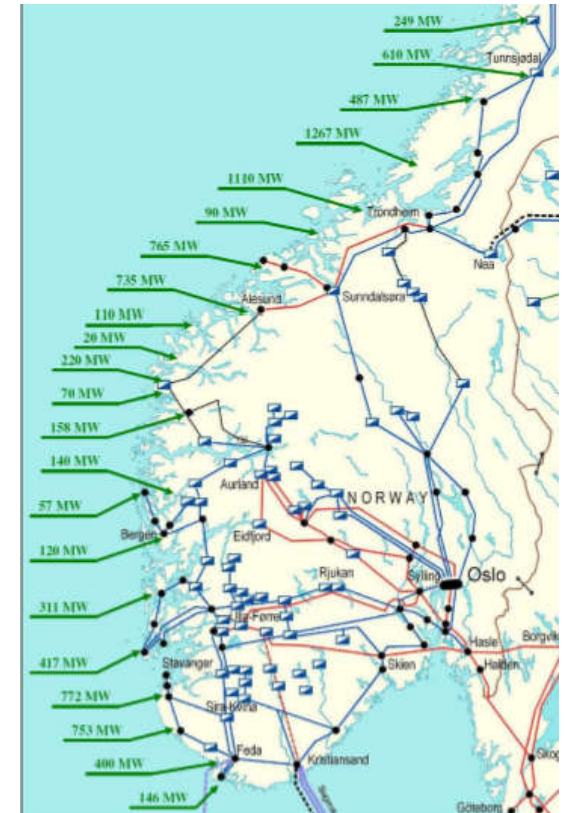 249 MW
610 MW
Tunnsjødal
487 MW
1267 MW
1110 MW
90 MW
Trondheim
765 MW
Nea
735 MW
Ålesund
Sunndalsøra
110 MW
20 MW
220 MW
70 MW
158 MW
140 MW
Aurland
NORWAY
57 MW
Bergen
120 MW
Eidfjord
Sylling
Oslo
Rjukan
311 MW
Hasle
Borgvik
417 MW
Stavanger
Skien
Halden
772 MW
Sira-Kvina
753 MW
Feda
Kristiansand
400 MW
Skog
146 MW
Göteborg